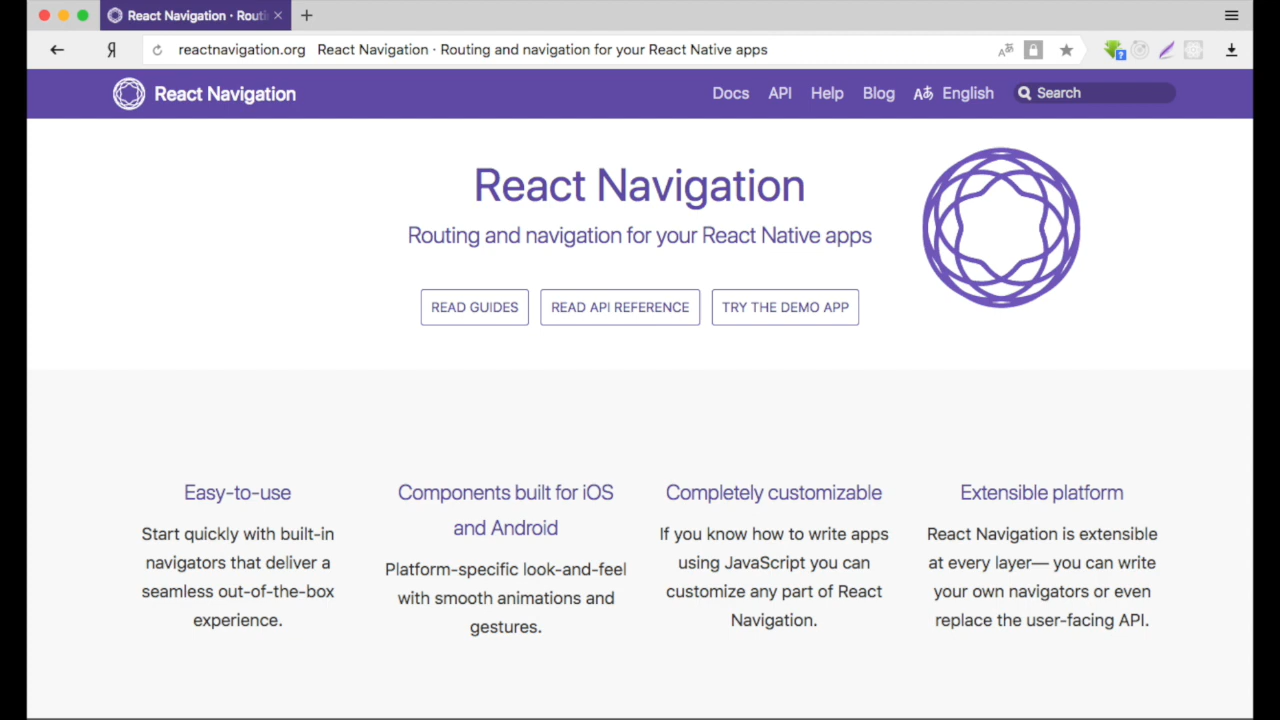 React Navigation · Routi
Я
reactnavigation.org React Navigation · Routing and navigation for your React Native apps
React Navigation
Docs API Help Blog Aあ English Search
React Navigation
Routing and navigation for your React Native apps
READ GUIDES READ API REFERENCE TRY THE DEMO APP
Easy-to-use
Start quickly with built-in
navigators that deliver a
seamless out-of-the-box
experience.
Components built for iOS
and Android
Platform-specific look-and-feel
with smooth animations and
gestures.
Completely customizable
If you know how to write apps
using JavaScript you can
customize any part of React
Navigation.
Extensible platform
React Navigation is extensible
at every layer— you can write
your own navigators or even
replace the user-facing API.